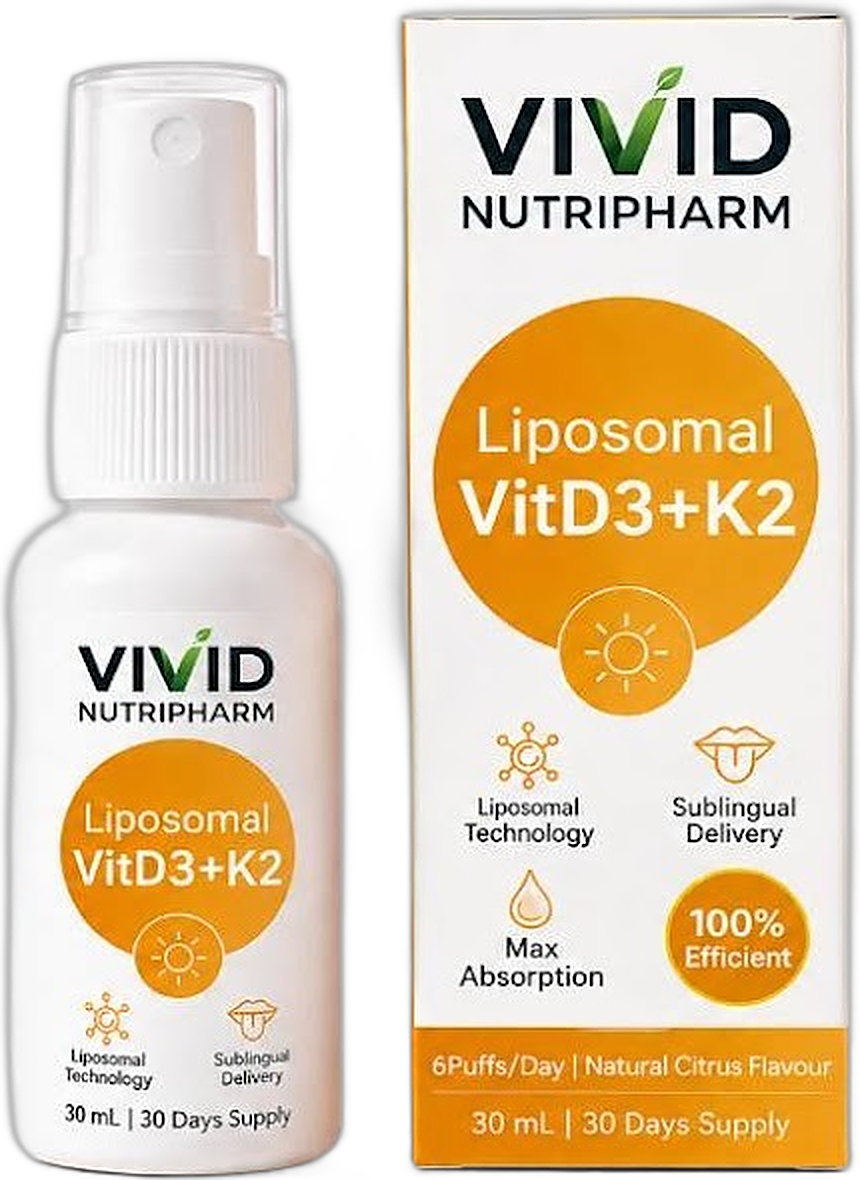 VIVID
NUTRIPHARM
Liposomal
VitD3+K2
Liposomal
Technology
Sublingual
Delivery
30 mL | 30 Days Supply
VIVID
NUTRIPHARM
Liposomal
VitD3+K2
Liposomal
Technology
Sublingual
Delivery
Max
Absorption
100%
Efficient
6Puffs/Day | Natural Citrus Flavour
30 mL | 30 Days Supply